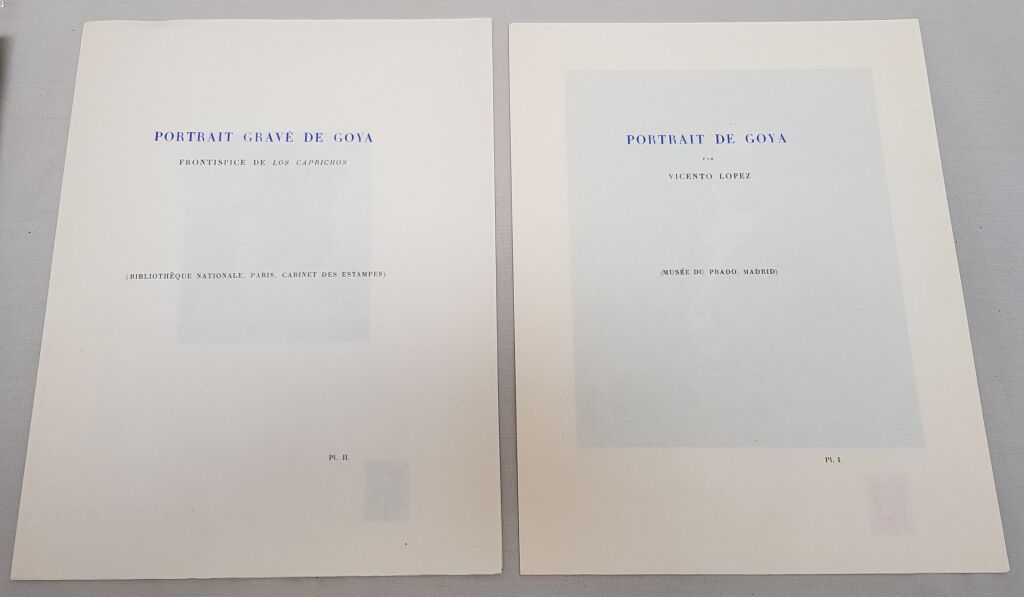 PORTRAIT GRAVÉ DE GOYA
FRONTISPICE DE LOS CAPRICHOS
(BIBLIOTHÊQUE NATIONALE, PARIS, CABINET DES ESTAMPES)
Pl. II.
PORTRAIT DE GOYA
PAR
VICENTO LOPEZ
(MUSÉE DU PRADO, MADRID)
Pl. I.